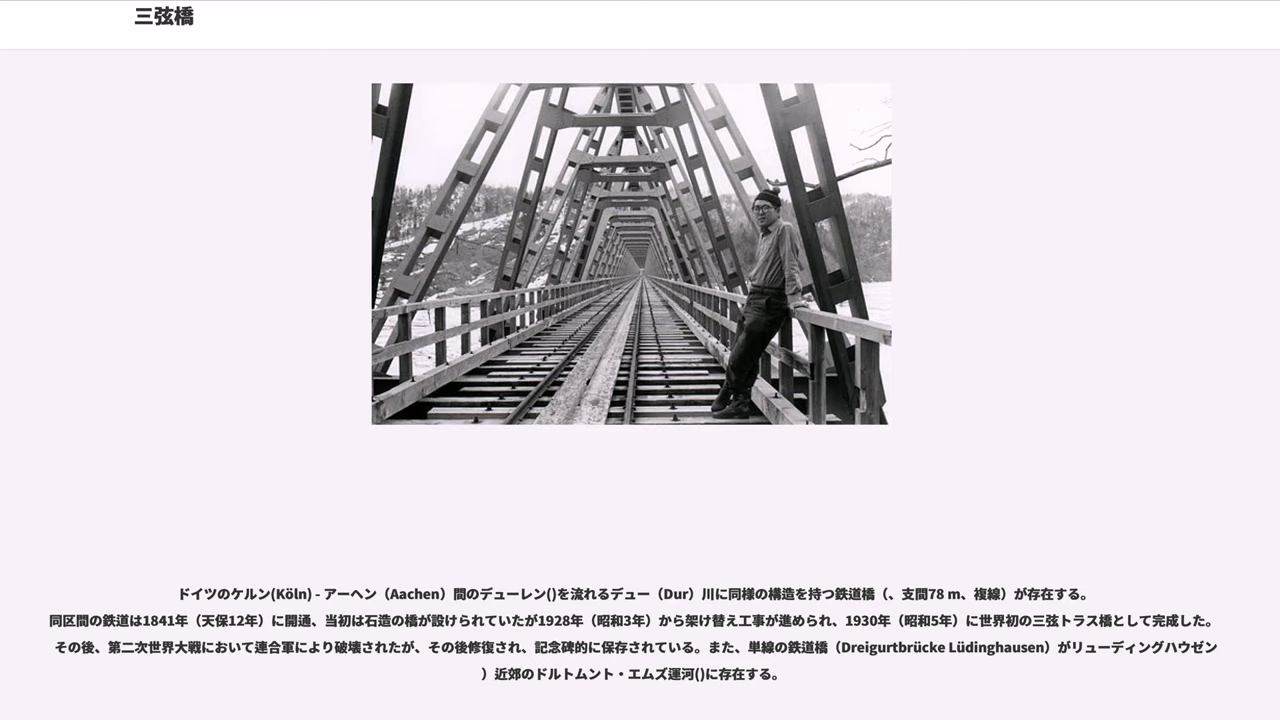 三弦橋
ドイツのケルン(Köln) - アーヘン（Aachen）間のデューレン()を流れるデュー（Dur）川に同様の構造を持つ鉄道橋（、支間78 m、複線）が存在する。
同区間の鉄道は1841年（天保12年）に開通、当初は石造の橋が設けられていたが1928年（昭和3年）から架け替え工事が進められ、1930年（昭和5年）に世界初の三弦トラス橋として完成した。
その後、第二次世界大戦において連合軍により破壊されたが、その後修復され、記念碑的に保存されている。また、単線の鉄道橋（Dreigurtbrücke Lüdinghausen）がリューディングハウゼン
）近郊のドルトムント・エムズ運河()に存在する。